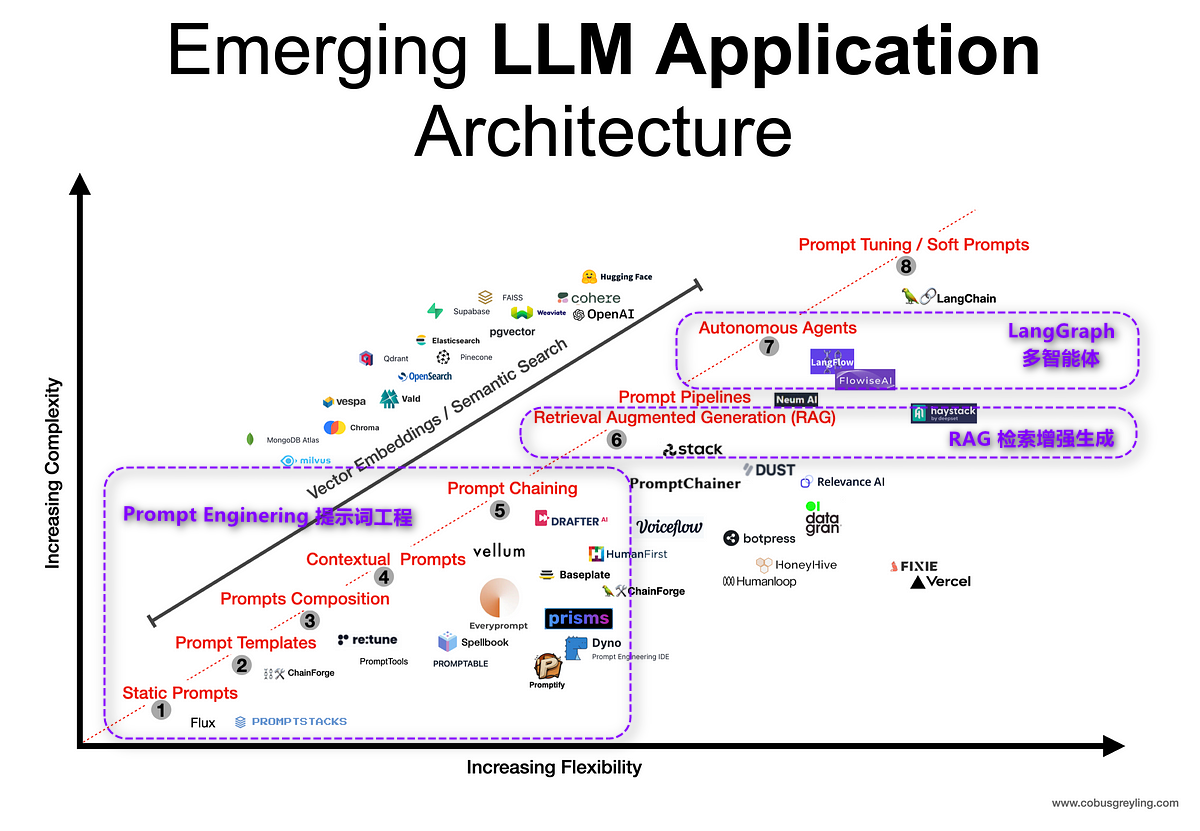 Emerging LLM Application
Architecture
Increasing Complexity
Prompt Tuning / Soft Prompts
8
LangChain
Hugging Face
FAISS
cohere
Supabase
Weaviate
OpenAI
pgvector
Elasticsearch
Qdrant
Pinecone
OpenSearch
vespa
Vald
Chroma
MongoDB Atlas
milvus
Vector Embeddings / Semantic Search
Autonomous Agents
7
LangGraph
多智能体
LangFlow
FlowiseAI
Prompt Pipelines
Neum AI
haystack
by deepset
Retrieval Augmented Generation (RAG)
6
RAG 检索增强生成
stack
DUST
PromptChainer
Relevance AI
datagran
Voiceflow
botpress
HoneyHive
Humanloop
FIXIE
Vercel
Prompt Enginering 提示词工程
Prompt Chaining
5
DRAFTER AI
Contextual Prompts
4
vellum
HumanFirst
Baseplate
ChainForge
Prompts Composition
3
Everyprompt
prisms
Prompt Templates
2
re:tune
Spellbook
Dyno
Prompt Engineering IDE
PromptTools
PROMPTABLE
ChainForge
Promptify
Static Prompts
1
Flux
PROMPTSTACKS
Increasing Flexibility
www.cobusgreyling.com